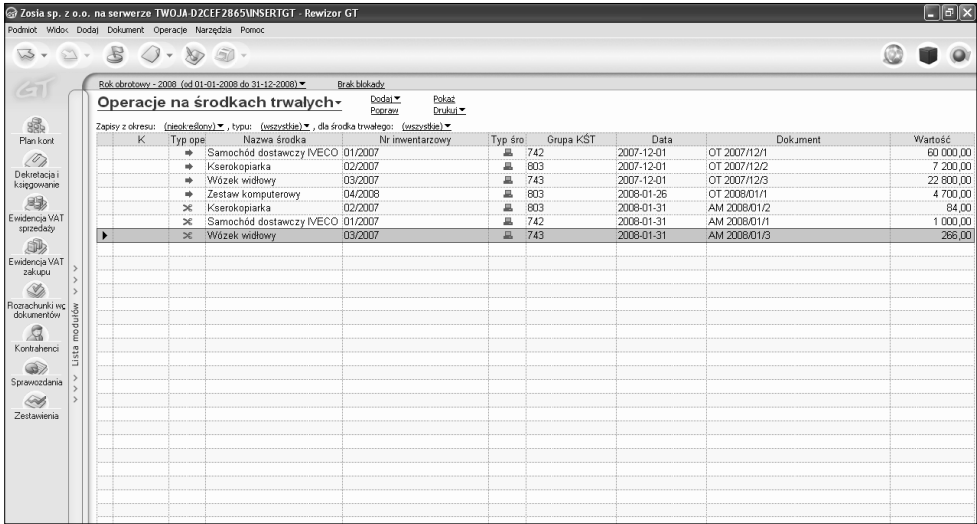 Zosia sp. z o.o. na serwerze TWOJA-D2CEF2865\INSERTGT - Rewizor GT
Podmiot Widok Dodaj Dokument Operacje Narzędzia Pomoc
GT
Rok obrotowy - 2008 (od 01-01-2008 do 31-12-2008) Brak blokady
Operacje na środkach trwałych
Dodaj Pokaż
Popraw Drukuj
Zapisy z okresu: (nieokreślony) , typu: (wszystkie) , dla środka trwałego: (wszystkie)
K Typ ope Nazwa środka Nr inwentarzowy Typ śro Grupa KŚT Data Dokument Wartość
Samochód dostawczy IVECO 01/2007 742 2007-12-01 OT 2007/12/1 60 000,00
Kserokopiarka 02/2007 803 2007-12-01 OT 2007/12/2 7 200,00
Wózek widłowy 03/2007 743 2007-12-01 OT 2007/12/3 22 800,00
Zestaw komputerowy 04/2008 803 2008-01-26 OT 2008/01/1 4 700,00
Kserokopiarka 02/2007 803 2008-01-31 AM 2008/01/2 84,00
Samochód dostawczy IVECO 01/2007 742 2008-01-31 AM 2008/01/1 1 000,00
Wózek widłowy 03/2007 743 2008-01-31 AM 2008/01/3 266,00
Plan kont
Dekretacja i
księgowanie
Ewidencja VAT
sprzedaży
Ewidencja VAT
zakupu
Rozrachunki wg
dokumentów
Kontrahenci
Sprawozdania
Zestawienia
Lista modułów